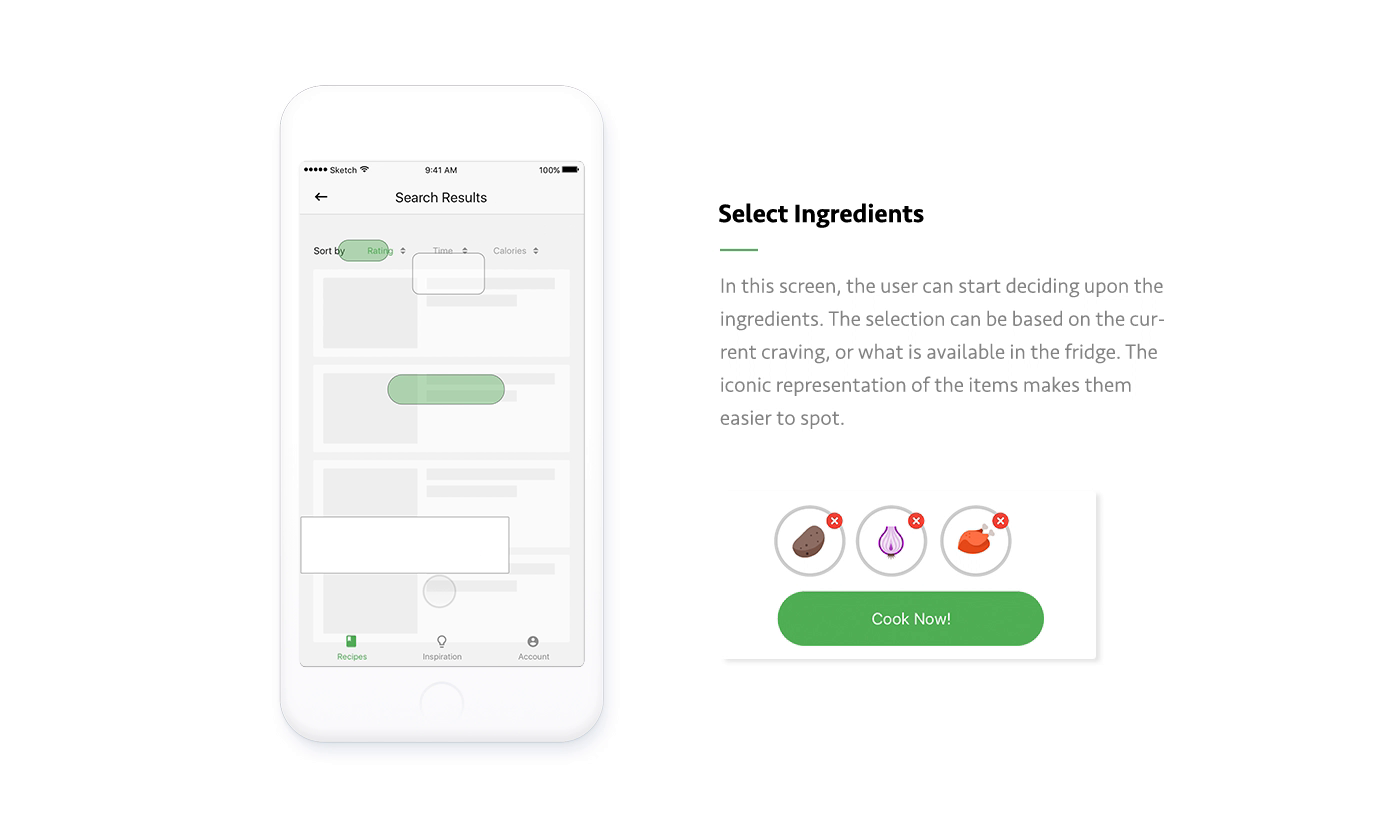 Sketch 9:41 AM 100%
Search Results
Sort by Rating Time Calories
Recipes Inspiration Account
Select Ingredients
In this screen, the user can start deciding upon the
ingredients. The selection can be based on the cur-
rent craving, or what is available in the fridge. The
iconic representation of the items makes them
easier to spot.
Cook Now!